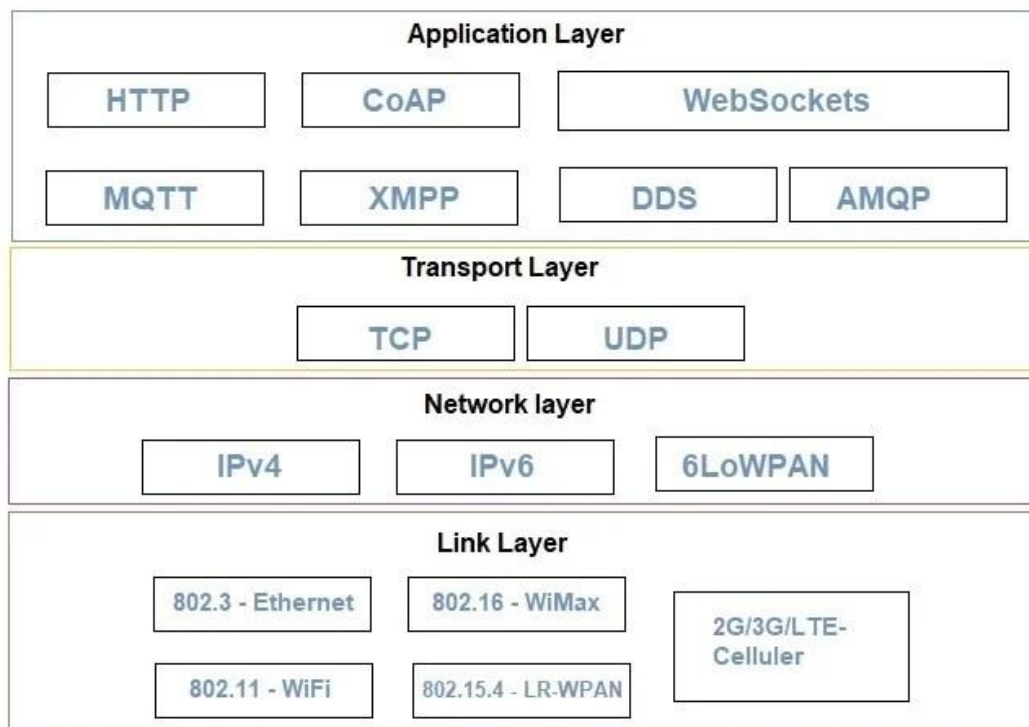 Application Layer
HTTP
CoAP
WebSockets
MQTT
XMPP
DDS
AMQP
Transport Layer
TCP
UDP
Network layer
IPv4
IPv6
6LoWPAN
Link Layer
802.3 - Ethernet
802.16 - WiMax
2G/3G/LTE-
Celluler
802.11 - WiFi
802.15.4 - LR-WPAN